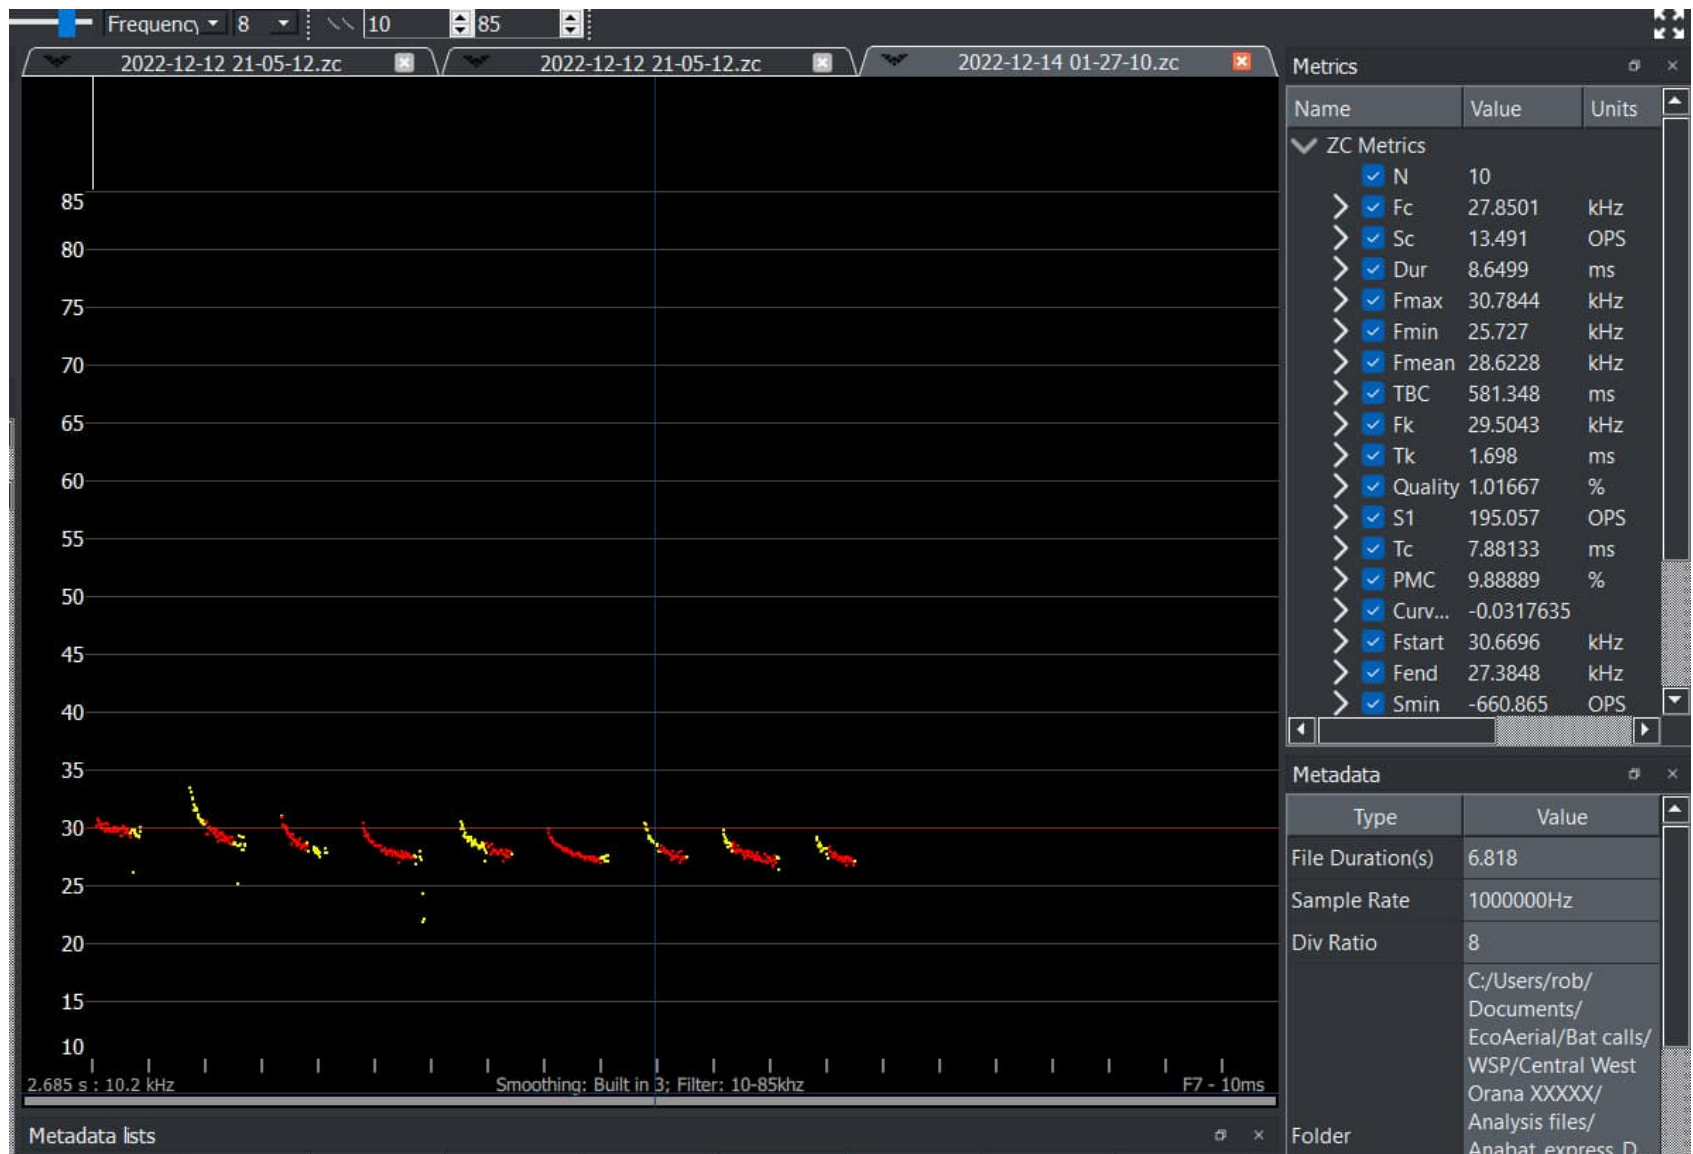 Frequency 8 10 85
2022-12-12 21-05-12.zc 2022-12-12 21-05-12.zc 2022-12-14 01-27-10.zc
85
80
75
70
65
60
55
50
45
40
35
30
25
20
15
10
2.685 s : 10.2 kHz Smoothing: Built in 3; Filter: 10-85khz F7 - 10ms
Metadata lists
Metrics
Name Value Units
ZC Metrics
N 10
Fc 27.8501 kHz
Sc 13.491 OPS
Dur 8.6499 ms
Fmax 30.7844 kHz
Fmin 25.727 kHz
Fmean 28.6228 kHz
TBC 581.348 ms
Fk 29.5043 kHz
Tk 1.698 ms
Quality 1.01667 %
S1 195.057 OPS
Tc 7.88133 ms
PMC 9.88889 %
Curv... -0.0317635
Fstart 30.6696 kHz
Fend 27.3848 kHz
Smin -660.865 OPS
Metadata
Type Value
File Duration(s) 6.818
Sample Rate 1000000Hz
Div Ratio 8
C:/Users/rob/
Documents/
EcoAerial/Bat calls/
WSP/Central West
Orana XXXXX/
Analysis files/
Folder
Anabat express D